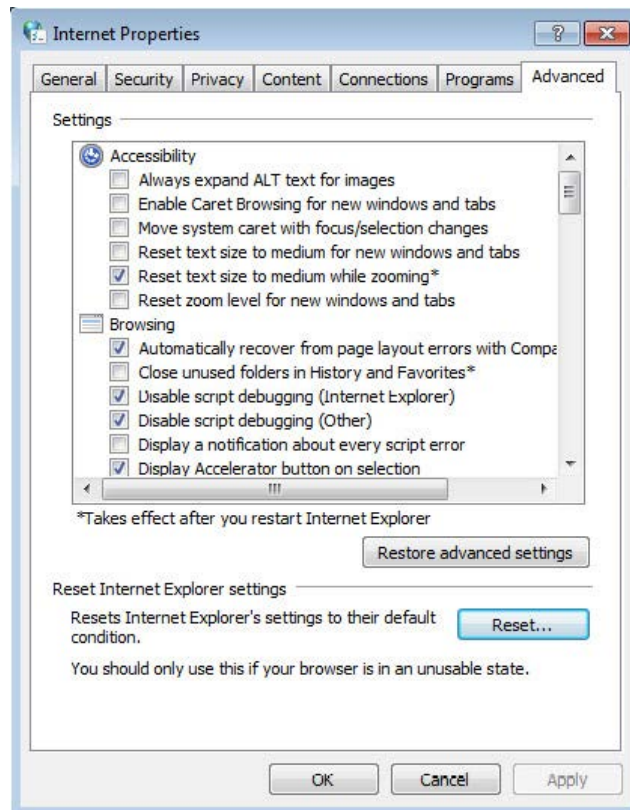 Internet Properties
General Security Privacy Content Connections Programs Advanced
Settings
Accessibility
Always expand ALT text for images
Enable Caret Browsing for new windows and tabs
Move system caret with focus/selection changes
Reset text size to medium for new windows and tabs
Reset text size to medium while zooming*
Reset zoom level for new windows and tabs
Browsing
Automatically recover from page layout errors with Compa
Close unused folders in History and Favorites*
Disable script debugging (Internet Explorer)
Disable script debugging (Other)
Display a notification about every script error
Display Accelerator button on selection
*Takes effect after you restart Internet Explorer
Restore advanced settings
Reset Internet Explorer settings
Resets Internet Explorer's settings to their default
condition.
Reset...
You should only use this if your browser is in an unusable state.
OK Cancel Apply